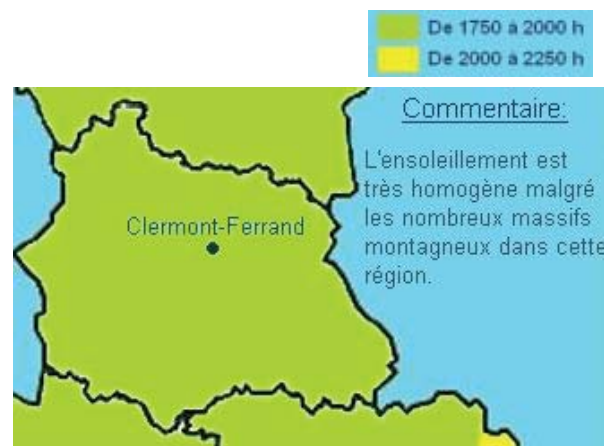 De 1750 à 2000 h
De 2000 à 2250 h
Commentaire:
L'ensoleillement est
très homogène malgré
les nombreux massifs
montagneux dans cette
région.
Clermont-Ferrand